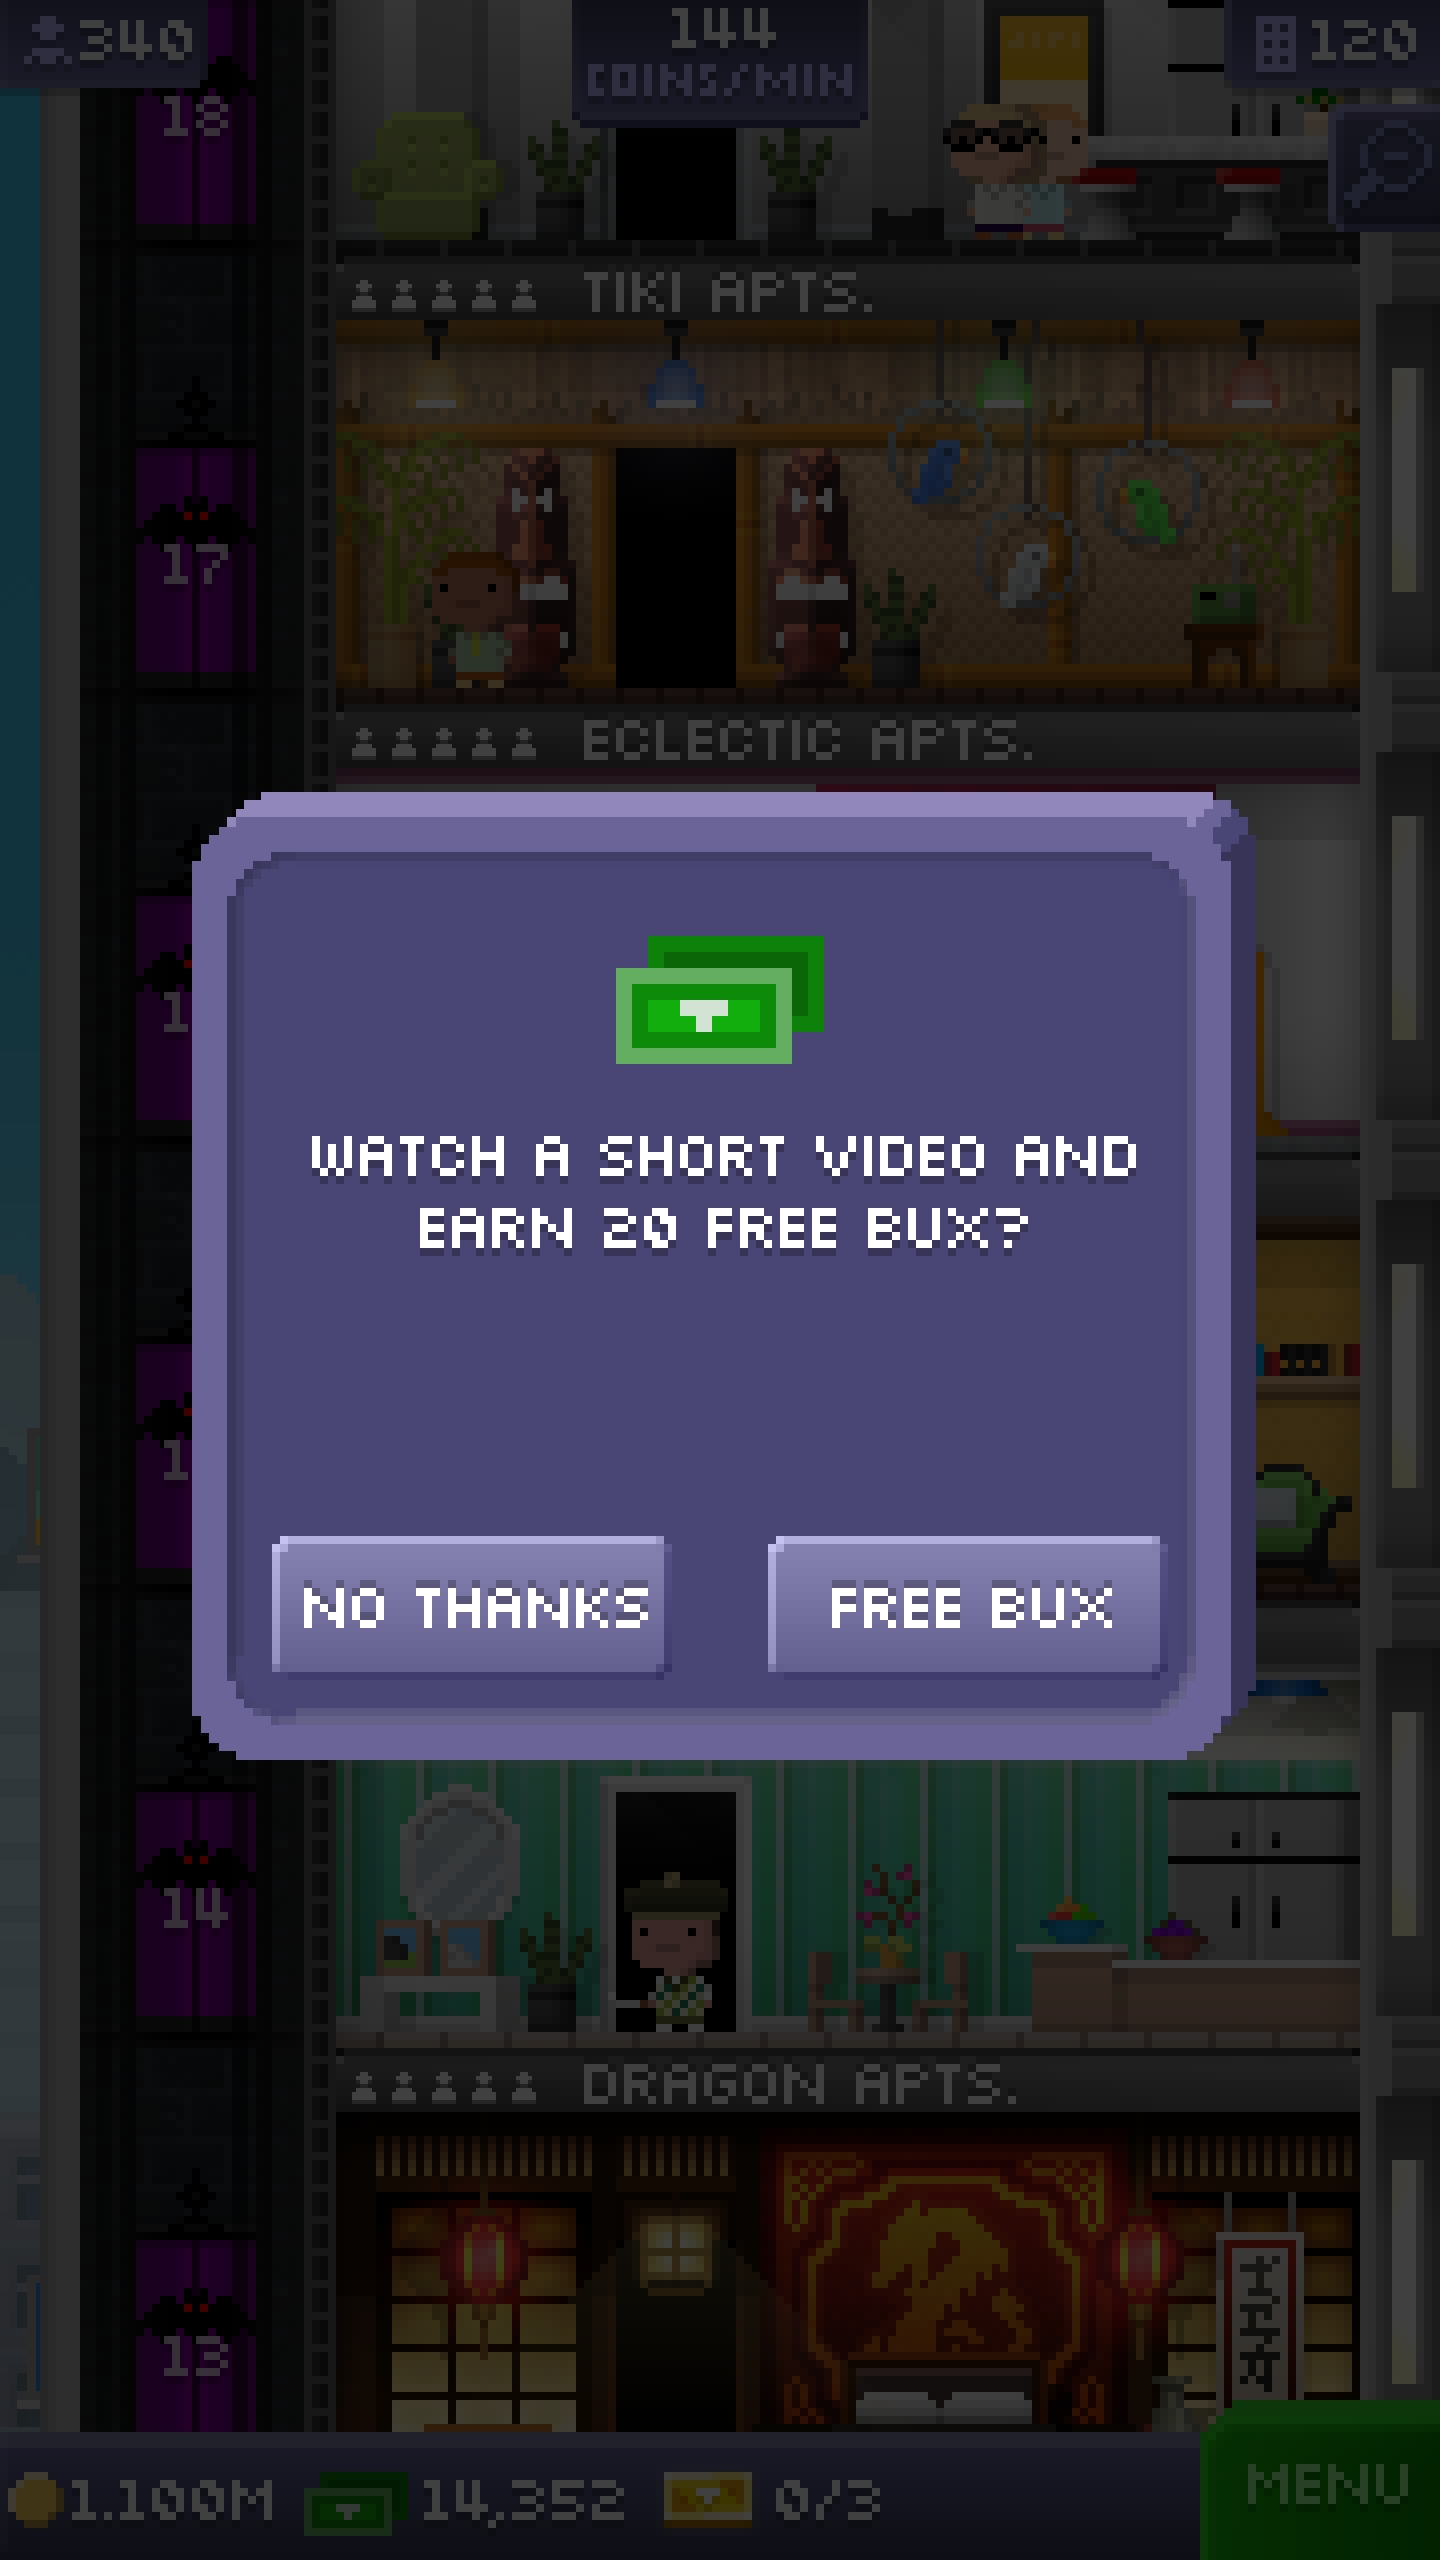 340
144
COINS/MIN
120
18
TIKI APTS.
17
ECLECTIC APTS.
WATCH A SHORT VIDEO AND
EARN 20 FREE BUX?
NO THANKS
FREE BUX
14
DRAGON APTS.
13
1.100M
14,352
0/3
MENU